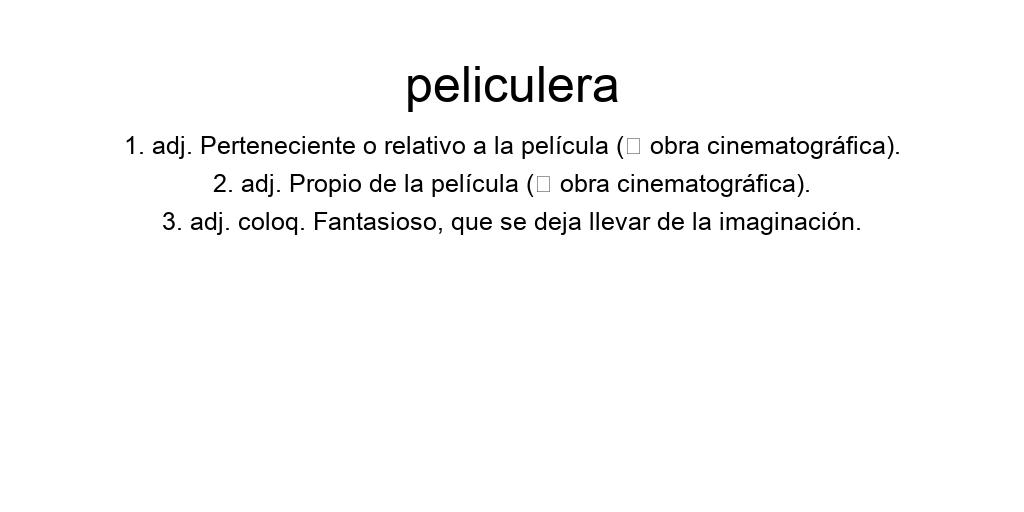 peliculera
1. adj. Perteneciente o relativo a la película (□ obra cinematográfica).
2. adj. Propio de la película (□ obra cinematográfica).
3. adj. coloq. Fantasioso, que se deja llevar de la imaginación.